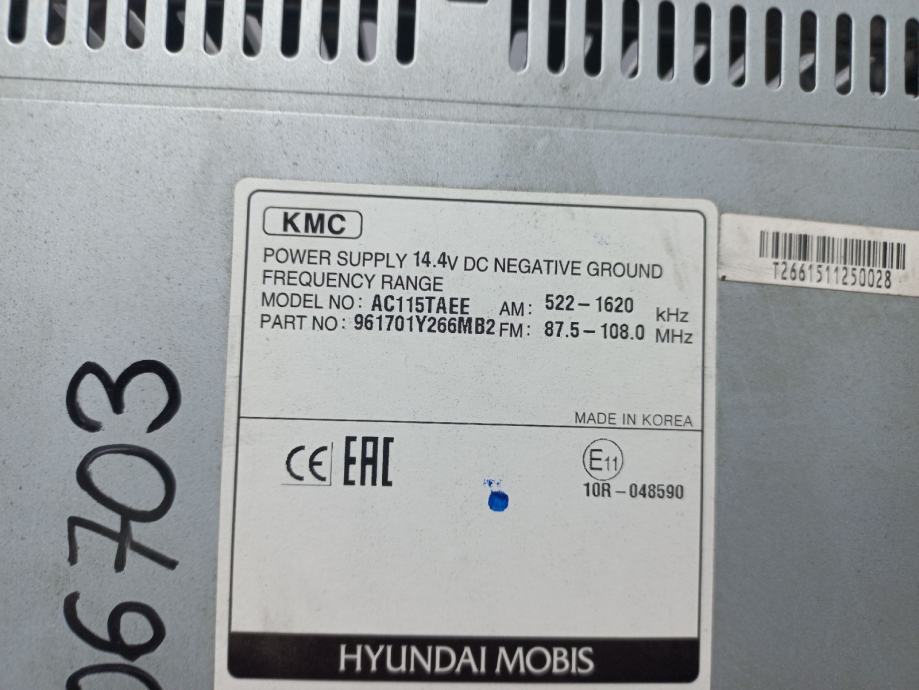 KMC
POWER SUPPLY 14.4V DC NEGATIVE GROUND
FREQUENCY RANGE
MODEL NO: AC115TAEE AM: 522-1620 kHz
PART NO: 961701Y266MB2 FM: 87.5-108.0 MHz
MADE IN KOREA
CE EAC E11
10R-048590
HYUNDAI MOBIS
T2661511250028
06703